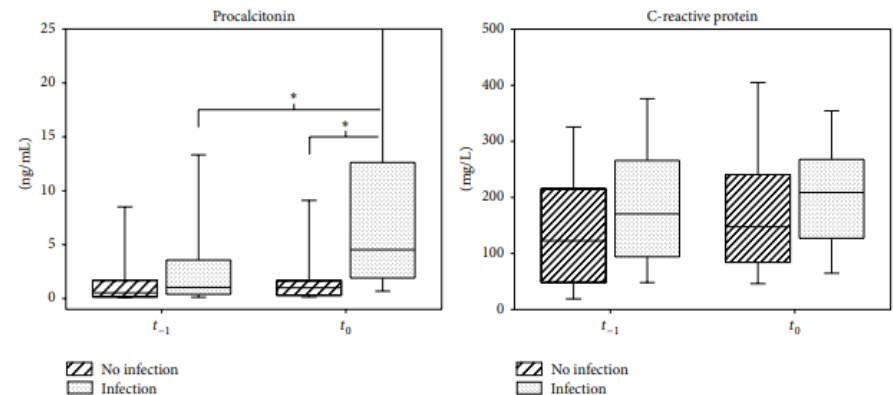 Procalcitonin
25
20
15
10
5
0
(ng/mL)
*
*
t−1
t0
No infection
Infection
C-reactive protein
500
400
300
200
100
0
(mg/L)
t−1
t0
No infection
Infection